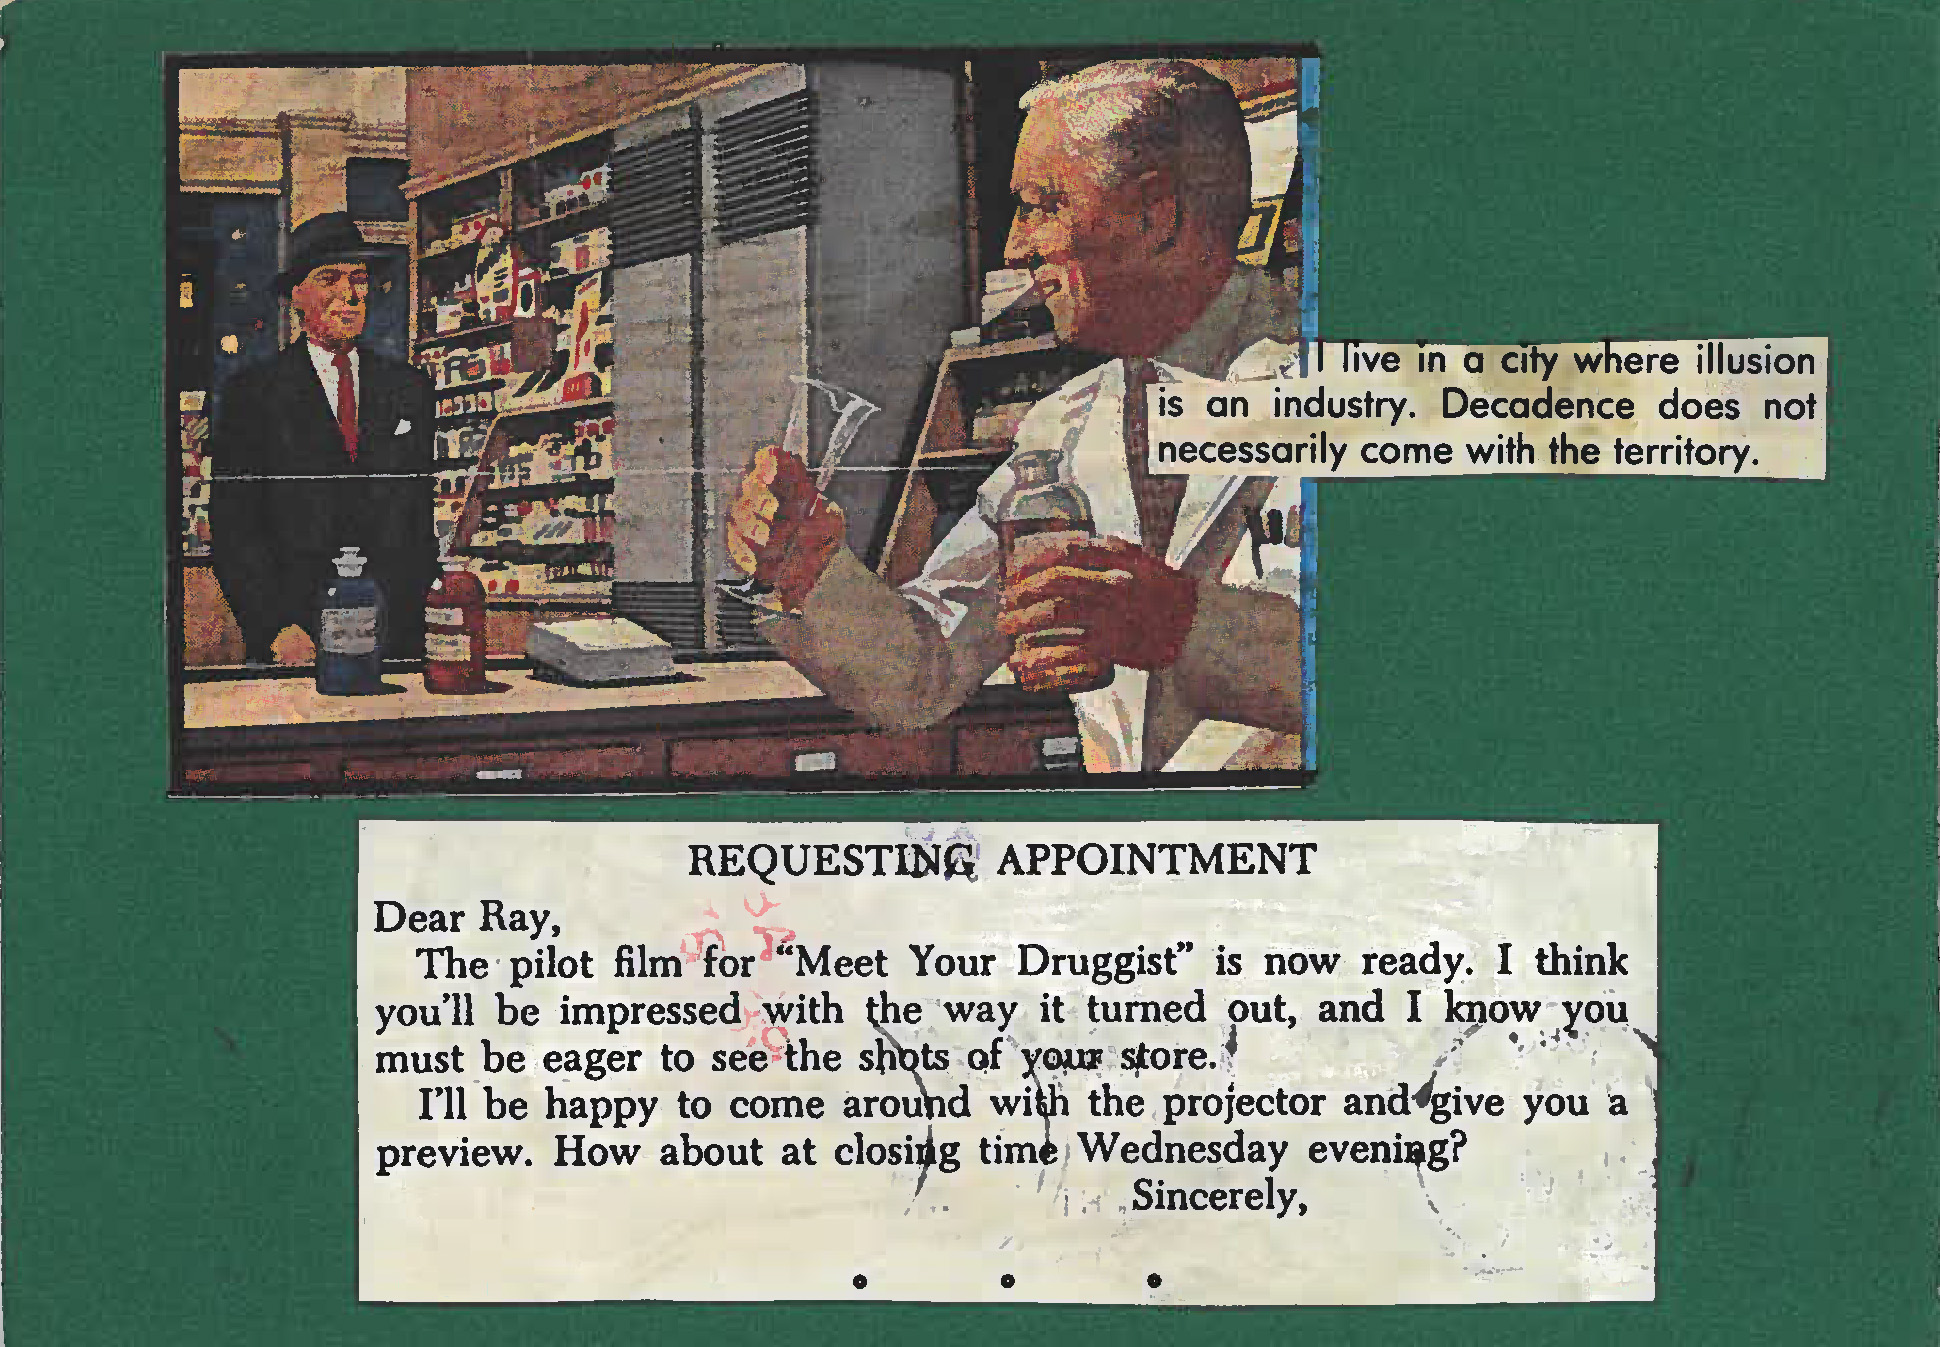 I live in a city where illusion
is an industry. Decadence does not
necessarily come with the territory.
REQUESTING APPOINTMENT
Dear Ray,
The pilot film for “Meet Your Druggist” is now ready. I think
you’ll be impressed with the way it turned out, and I know you
must be eager to see the shots of your store.
I’ll be happy to come around with the projector and give you a
preview. How about at closing time Wednesday evening?
Sincerely,